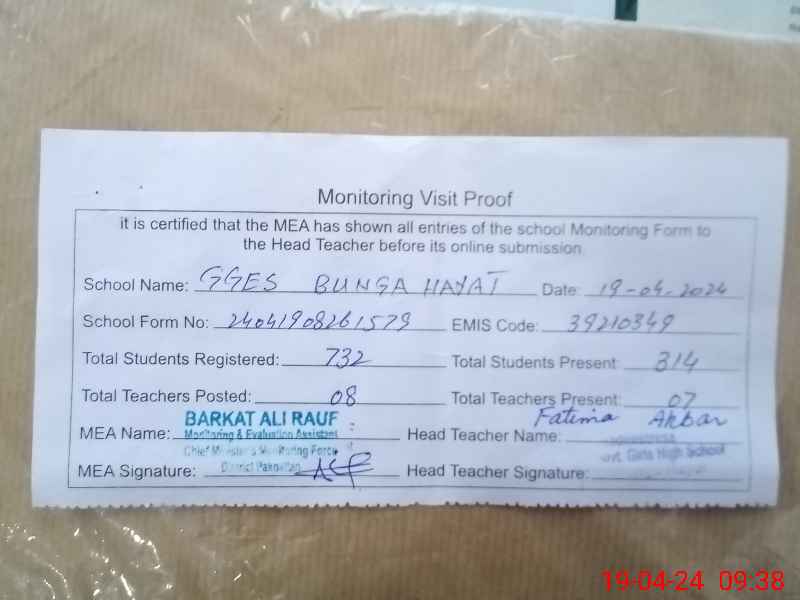 Monitoring Visit Proof
it is certified that the MEA has shown all entries of the school Monitoring Form to
the Head Teacher before its online submission
School Name: GGES BUNGA HAYAT Date: 19-04-2024
School Form No: 24041908261579 EMIS Code: 39210349
Total Students Registered: 732 Total Students Present: 314
Total Teachers Posted: 08 Total Teachers Present: 07
BARKAT ALI RAUF Fatima Akbar
MEA Name: Monitoring & Evaluation Assistant Head Teacher Name:
Chief Minister's Monitoring Force Govt. Girls High School
MEA Signature: District Pakpattan Head Teacher Signature:
19-04-24 09:38